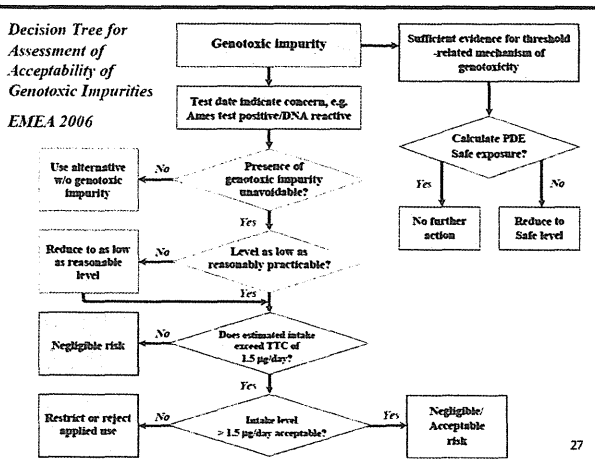 Decision Tree for
Assessment of
Acceptability of
Genotoxic Impurities
EMEA 2006
Genotoxic impurity
Sufficient evidence for threshold
-related mechanism of
genotoxicity
Test date indicate concern, e.g.
Ames test positive/DNA reactive
Calculate PDE
Safe exposure?
Yes
No
No further
action
Reduce to
Safe level
Presence of
genotoxic impurity
unavoidable?
No
Use alternative
w/o genotoxic
impurity
Yes
Level as low as
reasonably practicable?
No
Reduce to as low
as reasonable
level
Yes
Does estimated intake
exceed TTC of
1.5 µg/day?
No
Negligible risk
Yes
Intake level
> 1.5 µg/day acceptable?
No
Restrict or reject
applied use
Yes
Negligible/
Acceptable
risk
27